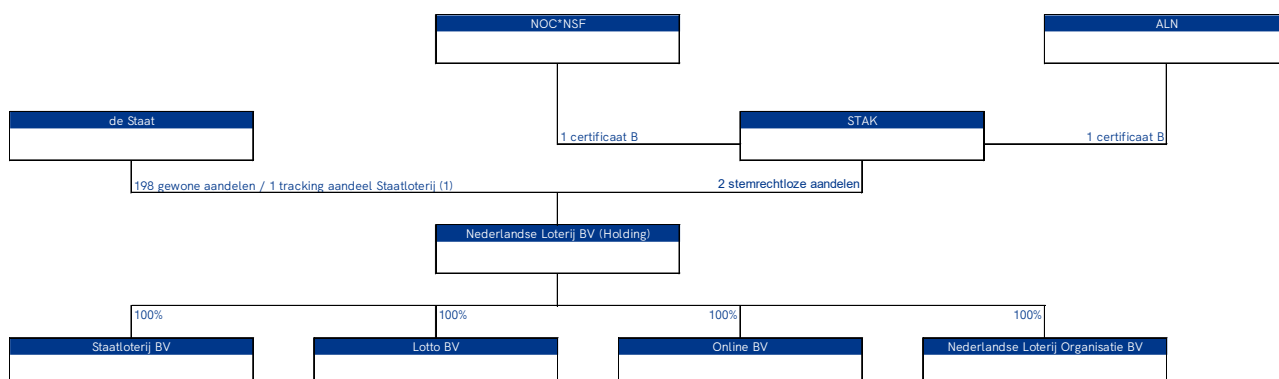 NOC*NSF
ALN
de Staat
STAK
1 certificaat B
1 certificaat B
198 gewone aandelen / 1 tracking aandeel Staatloterij (1)
2 stemrechtloze aandelen
Nederlandse Loterij BV (Holding)
100%
100%
100%
100%
Staatloterij BV
Lotto BV
Online BV
Nederlandse Loterij Organisatie BV